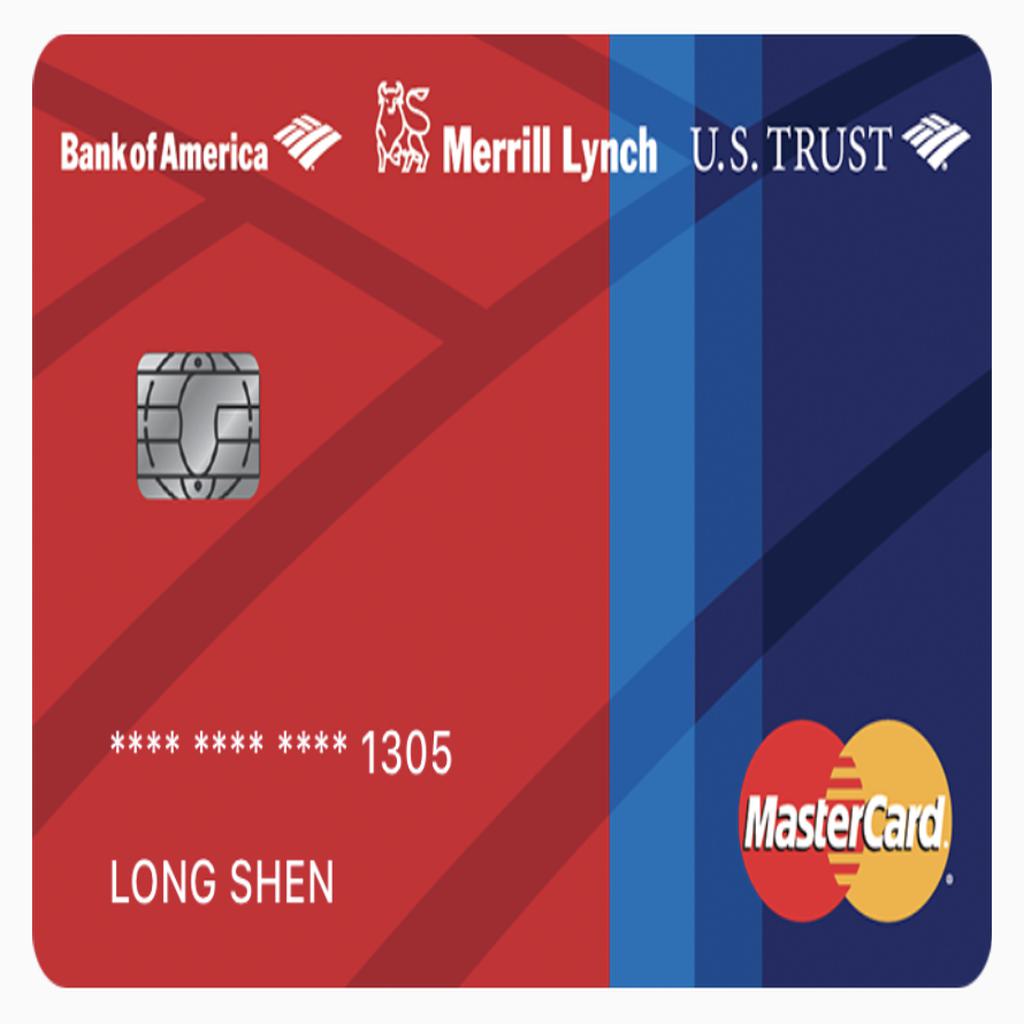 Bank of America Merrill Lynch U.S. TRUST
**** **** **** 1305
LONG SHEN
MasterCard